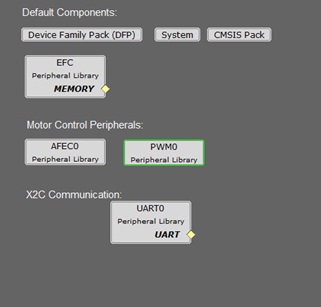 Default Components:
Device Family Pack (DFP) System CMSIS Pack
EFC
Peripheral Library
MEMORY
Motor Control Peripherals:
AFEC0 PWM0
Peripheral Library Peripheral Library
X2C Communication:
UART0
Peripheral Library
UART